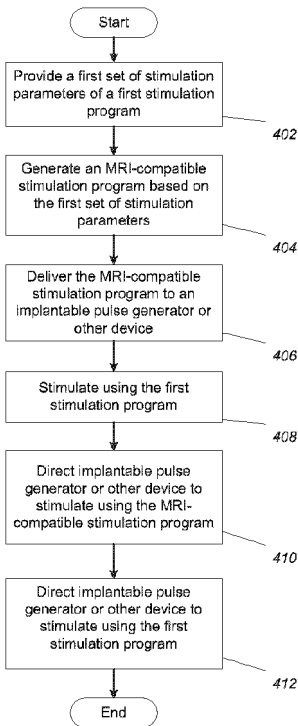 Start
Provide a first set of stimulation
parameters of a first stimulation
program
402
Generate an MRI-compatible
stimulation program based on
the first set of stimulation
parameters
404
Deliver the MRI-compatible
stimulation program to an
implantable pulse generator or
other device
406
Stimulate using the first
stimulation program
408
Direct implantable pulse
generator or other device to
stimulate using the MRI-
compatible stimulation program
410
Direct implantable pulse
generator or other device to
stimulate using the first
stimulation program
412
End